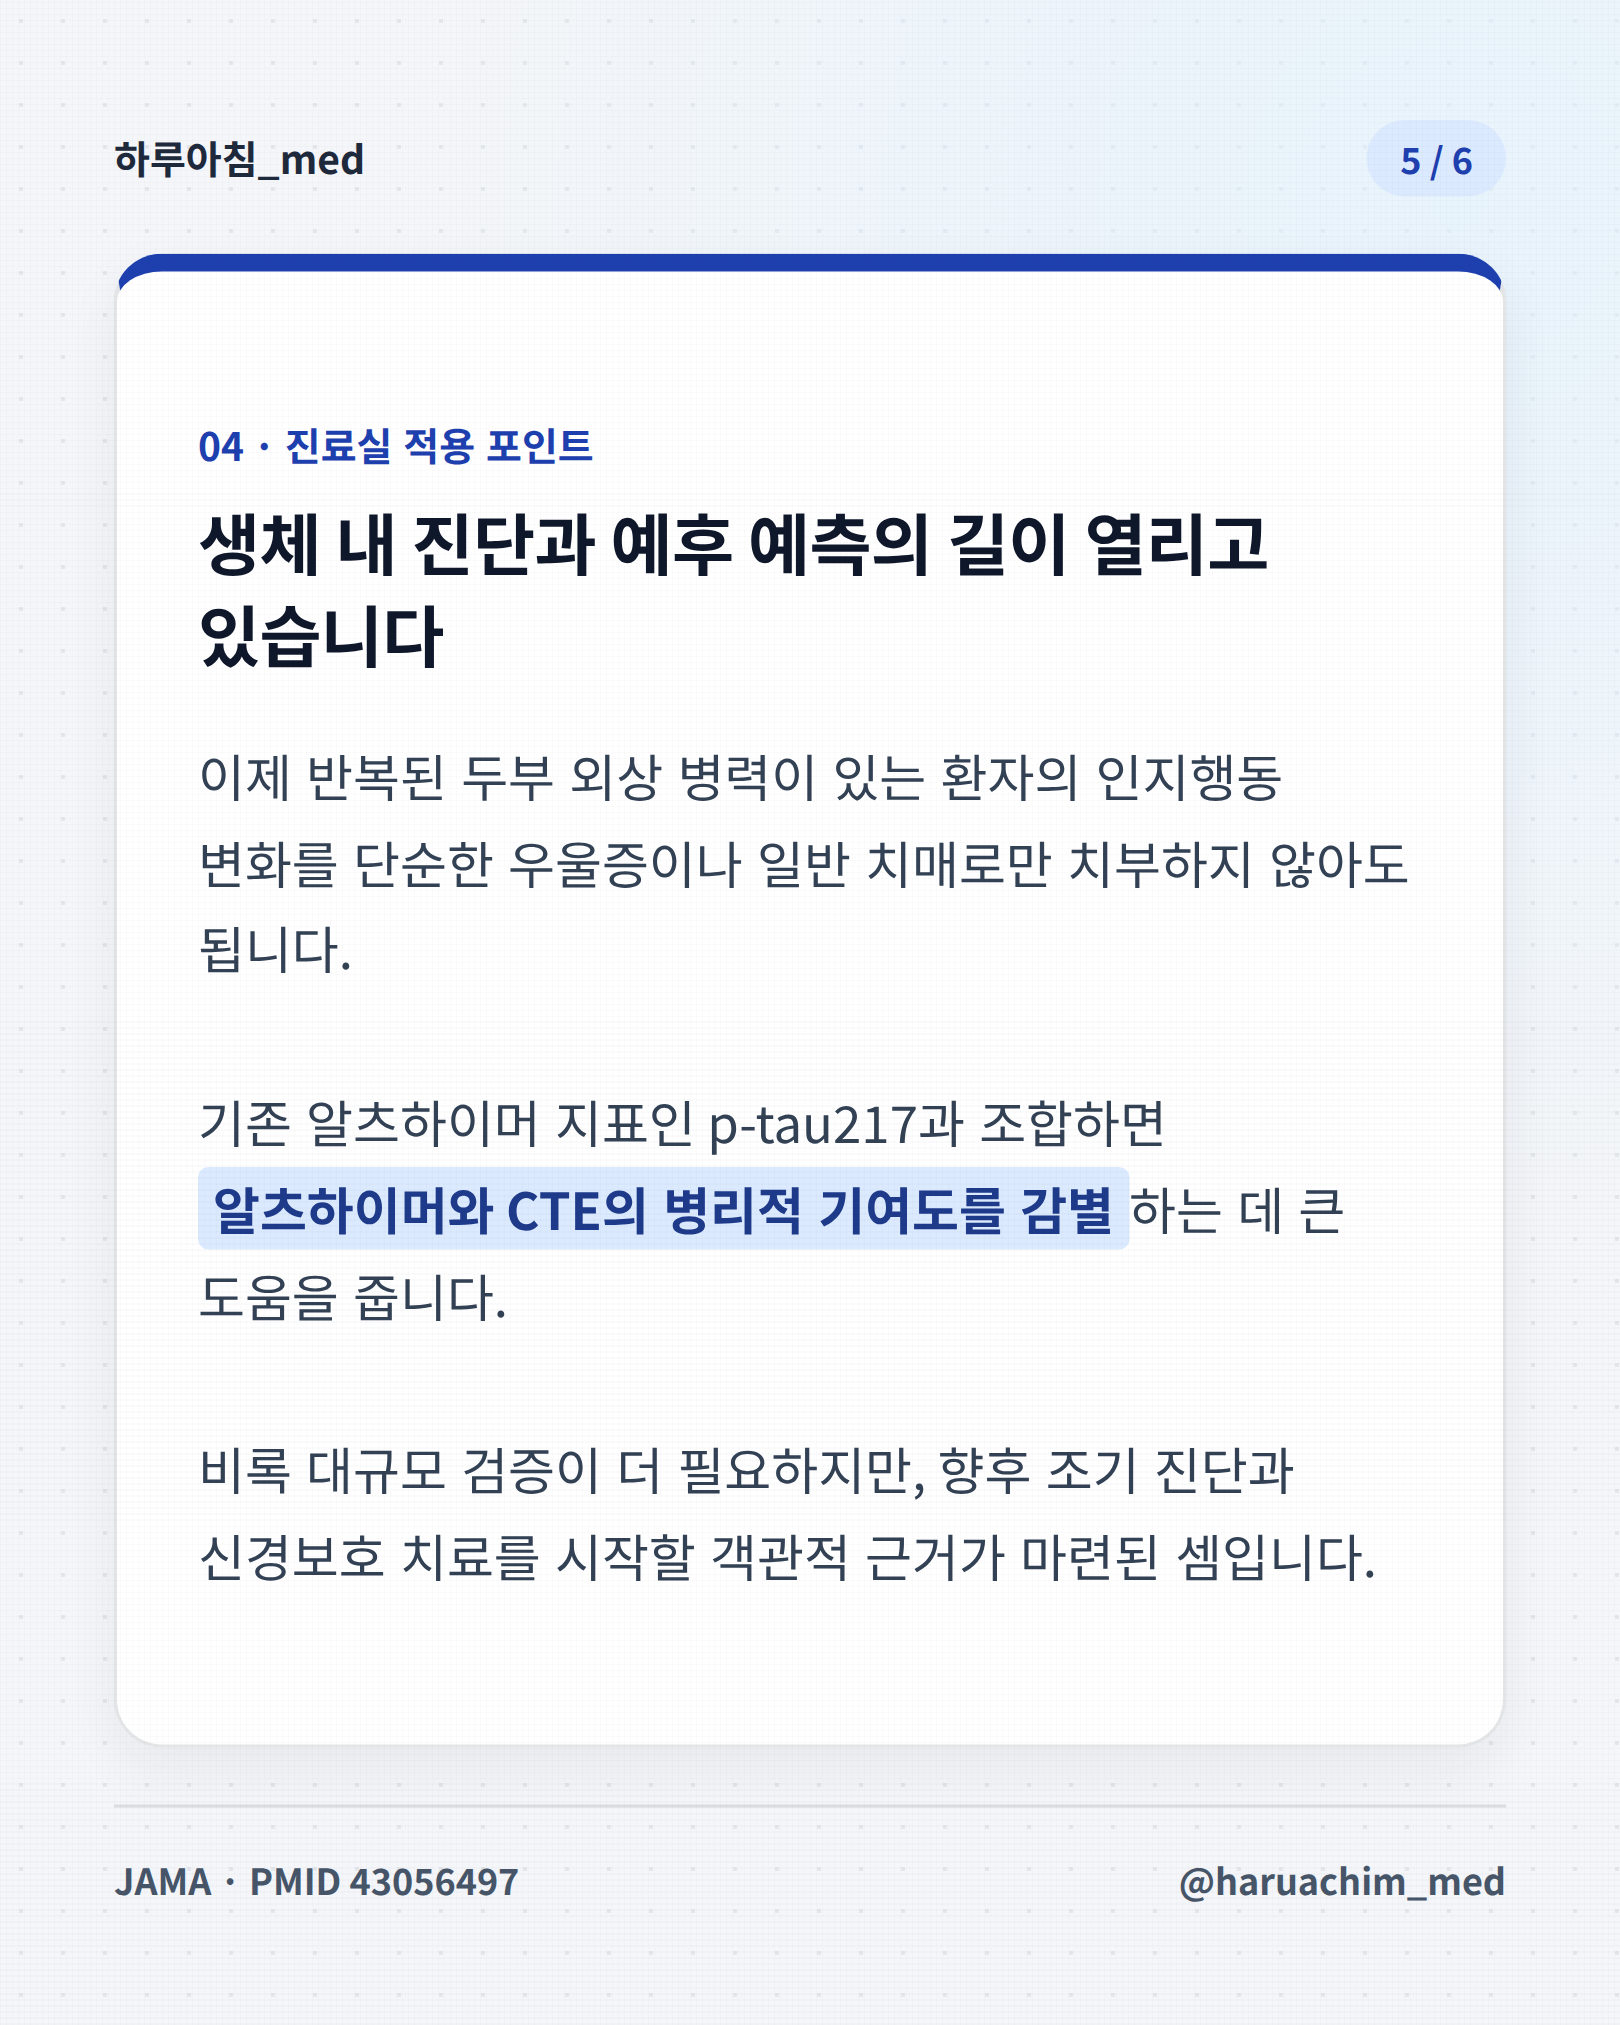 하루아침_med
5 / 6
04 · 진료실 적용 포인트
생체 내 진단과 예후 예측의 길이 열리고
있습니다
이제 반복된 두부 외상 병력이 있는 환자의 인지행동
변화를 단순한 우울증이나 일반 치매로만 치부하지 않아도
됩니다.
기존 알츠하이머 지표인 p-tau217과 조합하면
알츠하이머와 CTE의 병리적 기여도를 감별하는 데 큰
도움을 줍니다.
비록 대규모 검증이 더 필요하지만, 향후 조기 진단과
신경보호 치료를 시작할 객관적 근거가 마련된 셈입니다.
JAMA · PMID 43056497
@haruachim_med